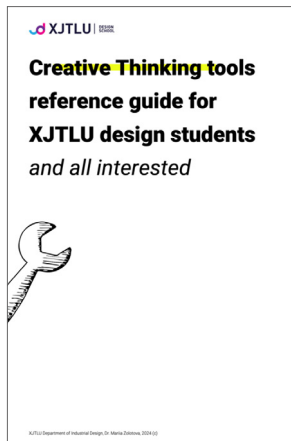 XJTLU | DESIGN SCHOOL
Creative Thinking tools
reference guide for
XJTLU design students
and all interested
XJTLU Department of Industrial Design, Dr. Mariia Zolotova, 2024 (c)